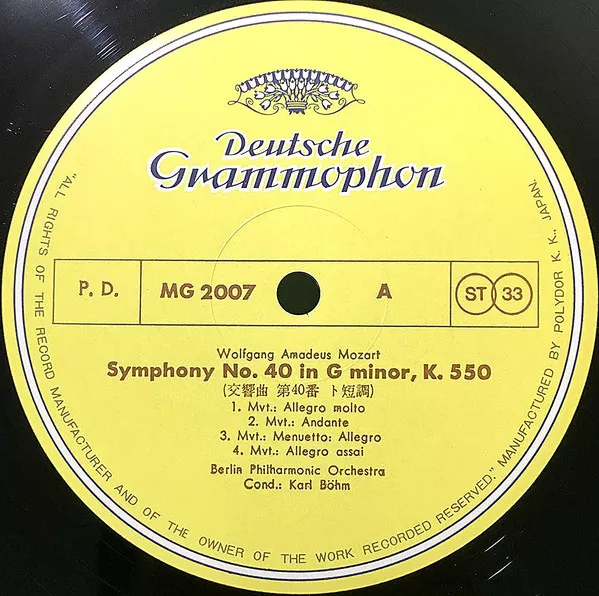 Deutsche
Grammophon
P. D.
MG 2007
A
ST 33
Wolfgang Amadeus Mozart
Symphony No. 40 in G minor, K. 550
(交響曲 第40番 ト短調)
1. Mvt.: Allegro molto
2. Mvt.: Andante
3. Mvt.: Menuetto: Allegro
4. Mvt.: Allegro assai
Berlin Philharmonic Orchestra
Cond.: Karl Böhm
"ALL RIGHTS OF THE RECORD MANUFACTURER AND OF THE OWNER OF THE WORK RECORDED RESERVED." MANUFACTURED BY POLYDOR K. K., JAPAN.